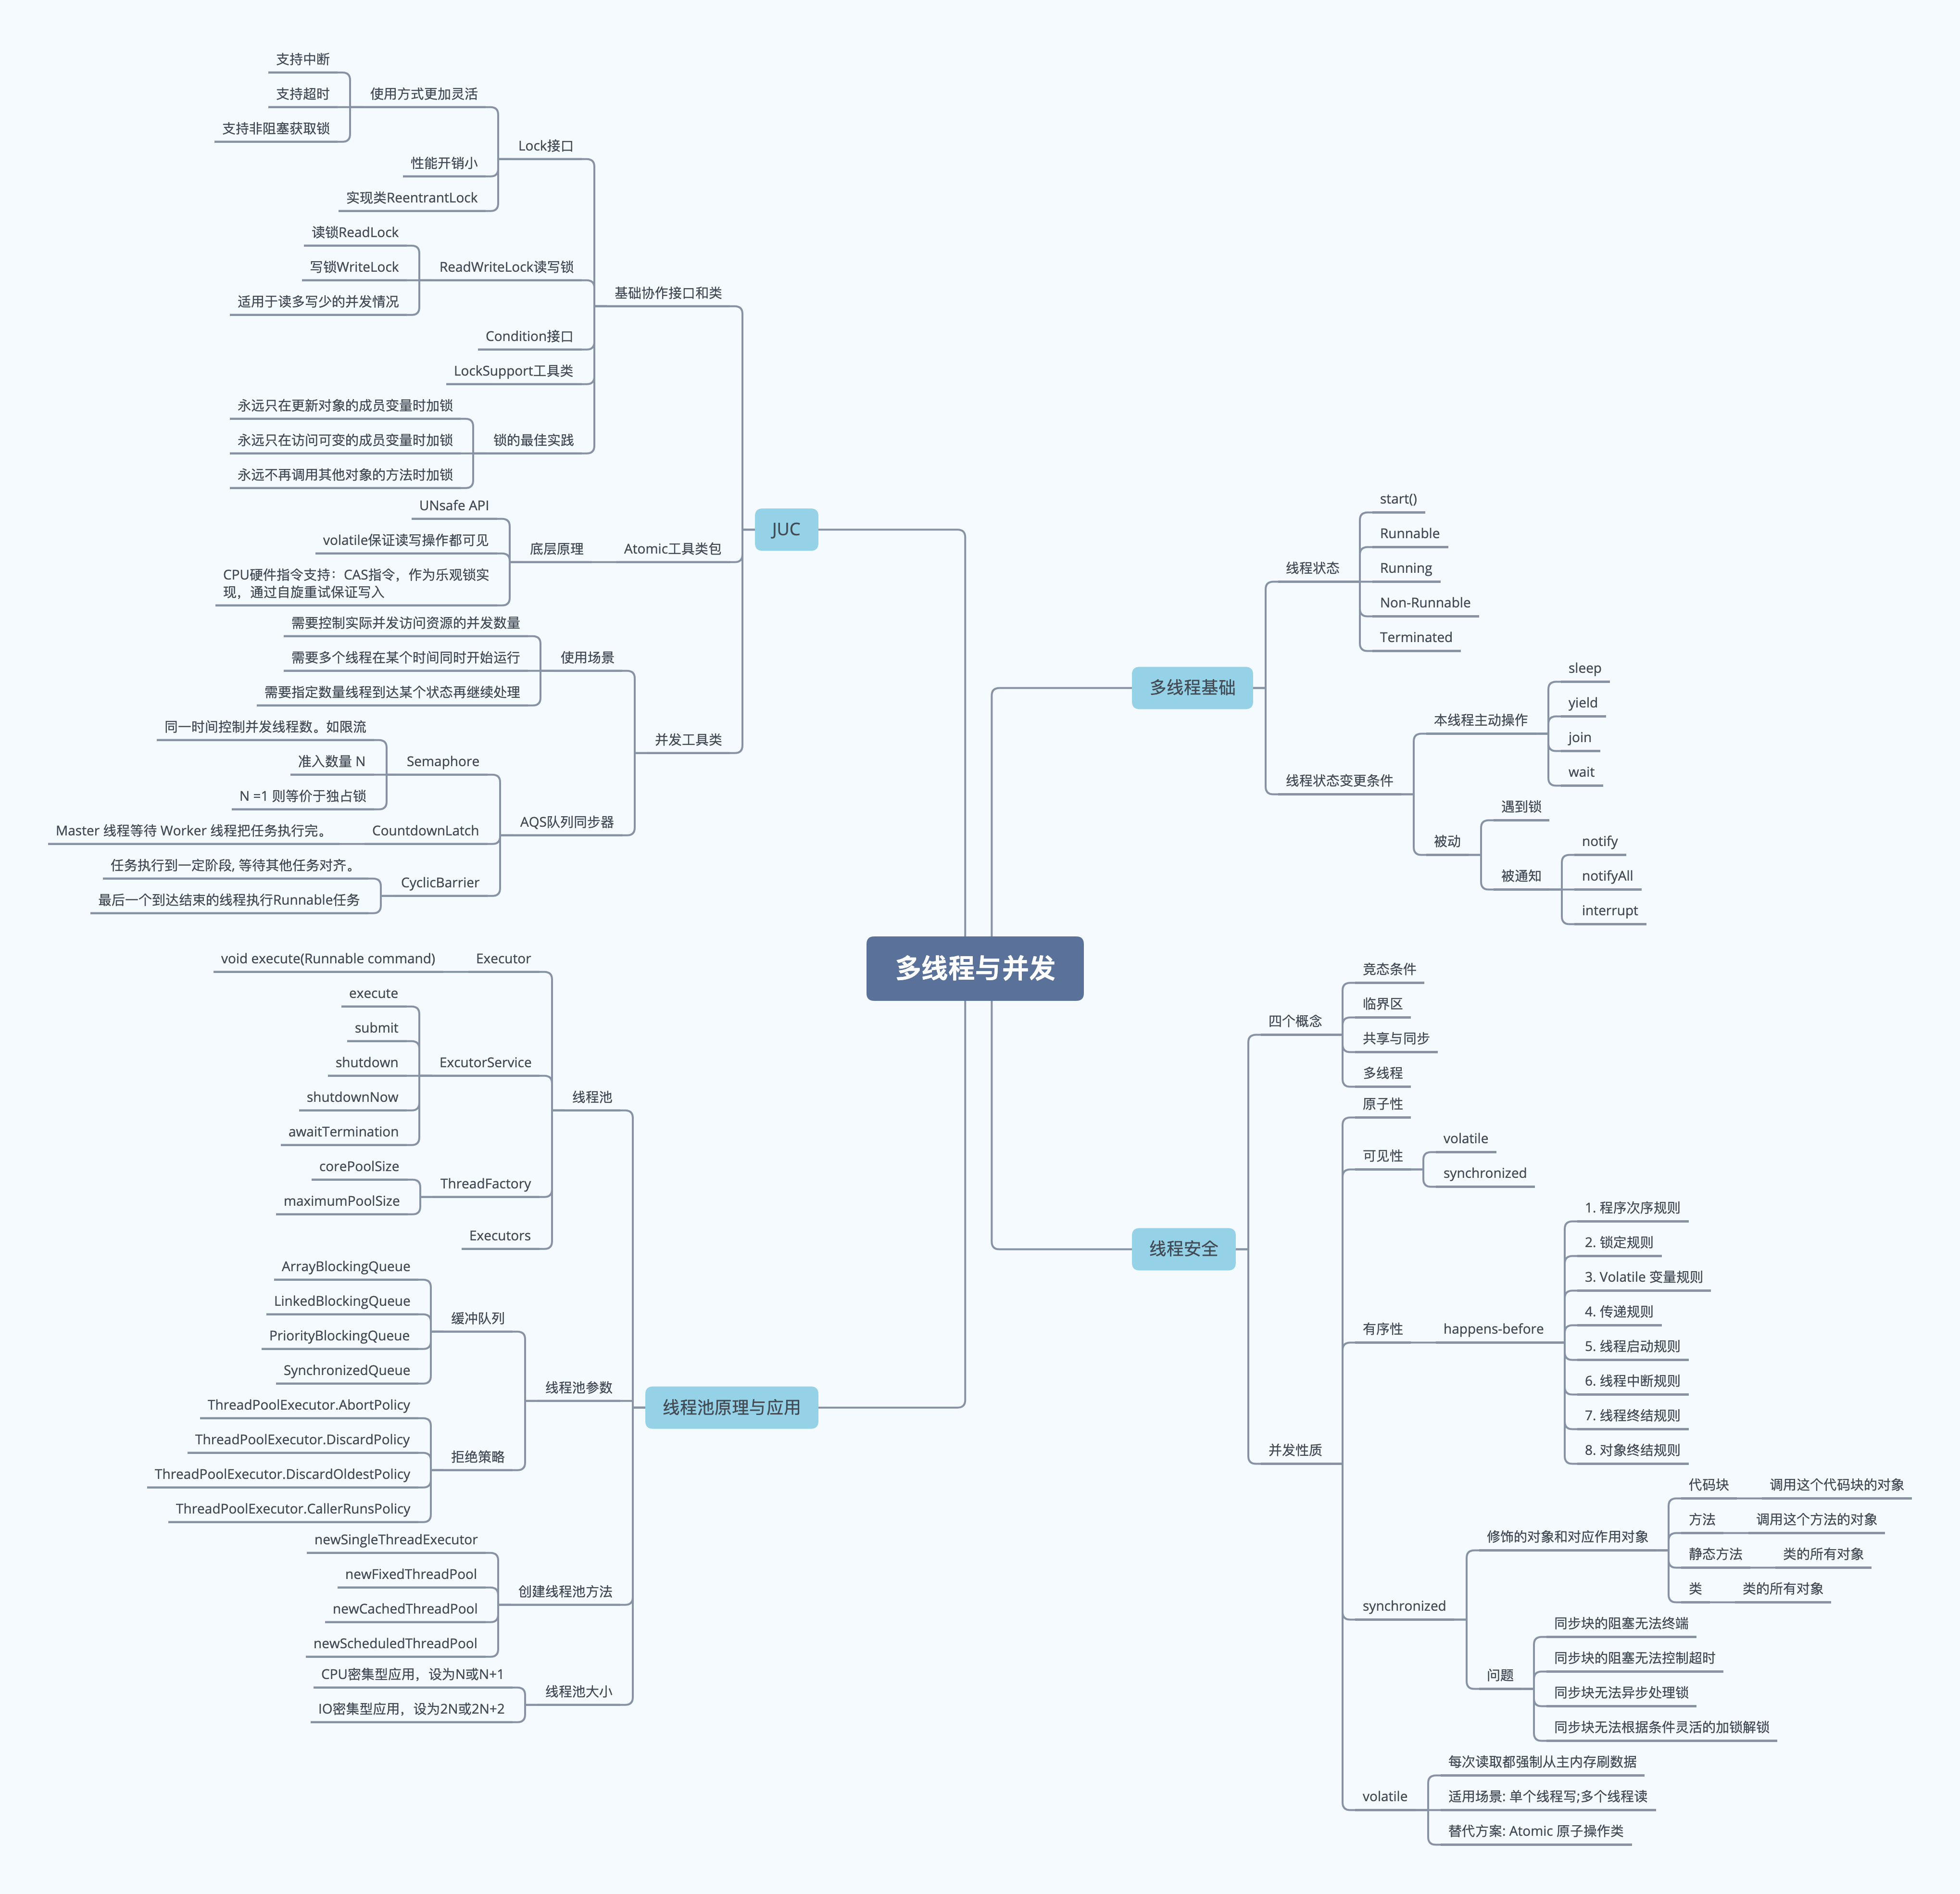 支持中断
支持超时
支持非阻塞获取锁
使用方式更加灵活
性能开销小
实现类ReentrantLock
Lock接口
读锁ReadLock
写锁WriteLock
适用于读多写少的并发情况
ReadWriteLock读写锁
Condition接口
LockSupport工具类
永远只在更新对象的成员变量时加锁
永远只在访问可变的成员变量时加锁
永远不再调用其他对象的方法时加锁
锁的最佳实践
基础协作接口和类
UNsafe API
volatile保证读写操作都可见
CPU硬件指令支持：CAS指令，作为乐观锁实
现，通过自旋重试保证写入
底层原理
Atomic工具类包
需要控制实际并发访问资源的并发数量
需要多个线程在某个时间同时开始运行
需要指定数量线程到达某个状态再继续处理
使用场景
同一时间控制并发线程数。如限流
准入数量 N
N =1 则等价于独占锁
Semaphore
Master 线程等待 Worker 线程把任务执行完。
CountdownLatch
任务执行到一定阶段, 等待其他任务对齐。
最后一个到达结束的线程执行Runnable任务
CyclicBarrier
AQS队列同步器
并发工具类
JUC
多线程与并发
多线程基础
线程状态
start()
Runnable
Running
Non-Runnable
Terminated
线程状态变更条件
本线程主动操作
sleep
yield
join
wait
被动
遇到锁
被通知
notify
notifyAll
interrupt
void execute(Runnable command)
Executor
execute
submit
shutdown
shutdownNow
awaitTermination
ExcutorService
corePoolSize
maximumPoolSize
ThreadFactory
Executors
线程池
ArrayBlockingQueue
LinkedBlockingQueue
PriorityBlockingQueue
SynchronizedQueue
缓冲队列
ThreadPoolExecutor.AbortPolicy
ThreadPoolExecutor.DiscardPolicy
ThreadPoolExecutor.DiscardOldestPolicy
ThreadPoolExecutor.CallerRunsPolicy
拒绝策略
线程池参数
newSingleThreadExecutor
newFixedThreadPool
newCachedThreadPool
newScheduledThreadPool
创建线程池方法
CPU密集型应用，设为N或N+1
IO密集型应用，设为2N或2N+2
线程池大小
线程池原理与应用
线程安全
四个概念
竞态条件
临界区
共享与同步
多线程
并发性质
原子性
可见性
volatile
synchronized
有序性
happens-before
1. 程序次序规则
2. 锁定规则
3. Volatile 变量规则
4. 传递规则
5. 线程启动规则
6. 线程中断规则
7. 线程终结规则
8. 对象终结规则
synchronized
修饰的对象和对应作用对象
代码块
调用这个代码块的对象
方法
调用这个方法的对象
静态方法
类的所有对象
类
类的所有对象
问题
同步块的阻塞无法终端
同步块的阻塞无法控制超时
同步块无法异步处理锁
同步块无法根据条件灵活的加锁解锁
volatile
每次读取都强制从主内存刷数据
适用场景: 单个线程写;多个线程读
替代方案: Atomic 原子操作类